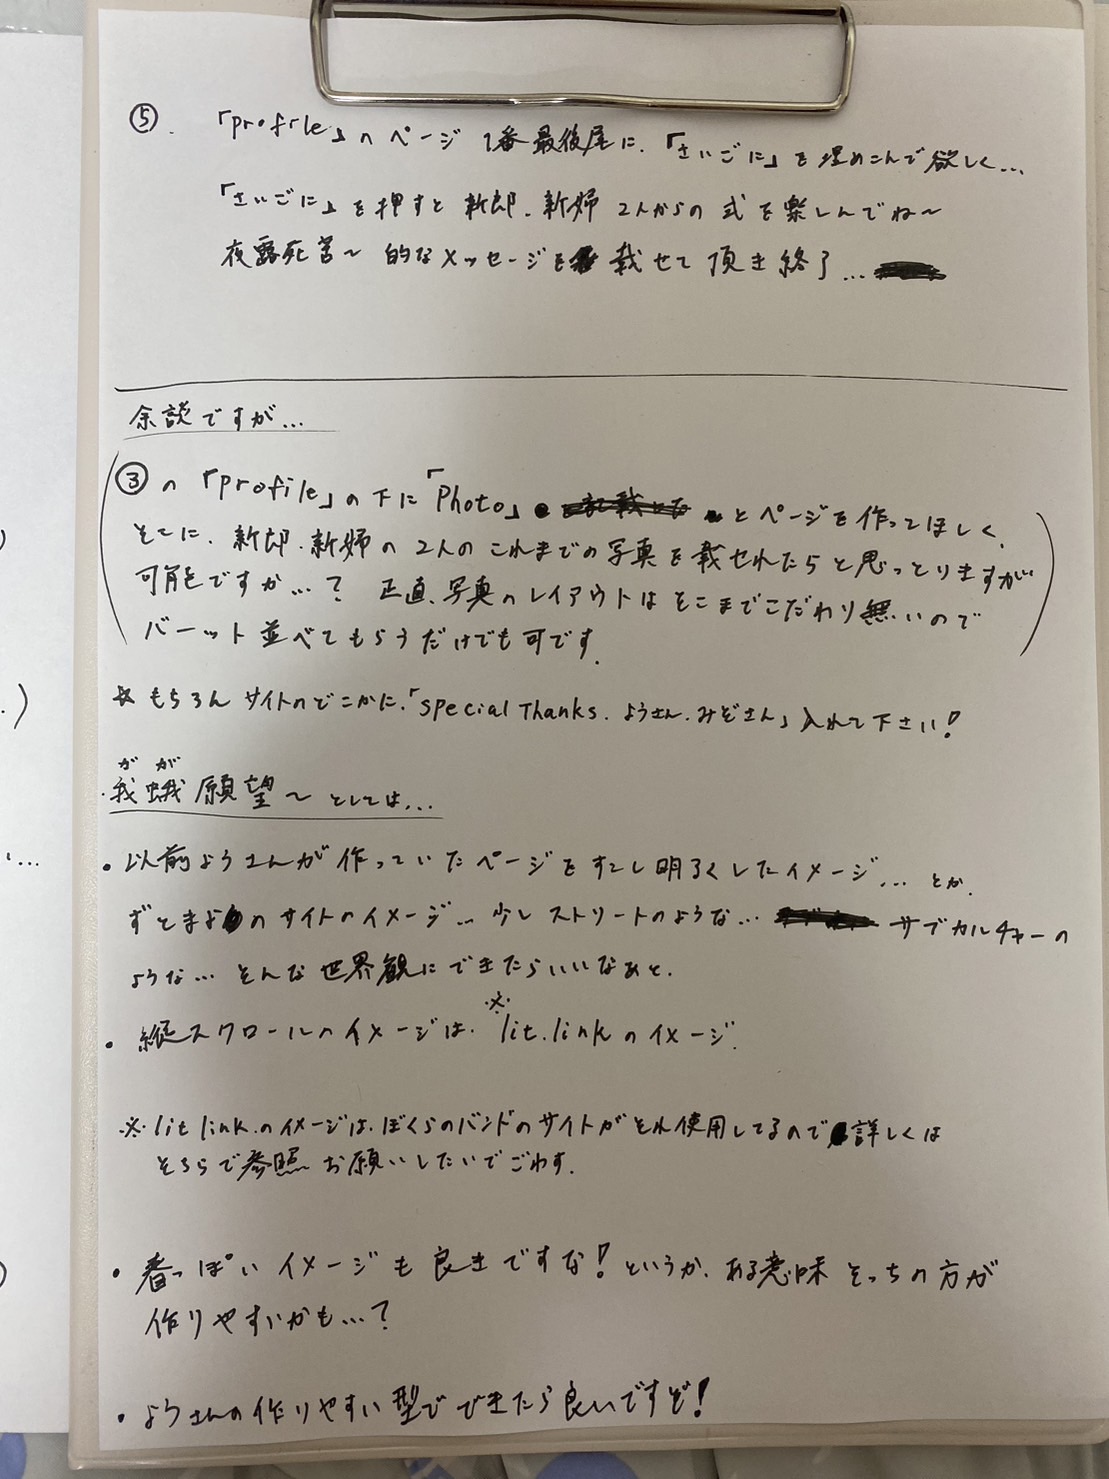 ⑤. 「profile」のページ1番最後尾に、「さいごに」を埋めこんで欲しく...
「さいごに」を押すと新郎、新婦 2人からの式を楽しんでね〜
夜露死苦〜 的なメッセージを載せて頂き終了...
余談ですが...
③の「profile」の下に「Photo」とページを作ってほしく、
そこに、新郎、新婦の2人のこれまでの写真を載せれたらと思っとりますが
可能ですか...? 正直、写真のレイアウトはそこまでこだわり無いので
バーット並べてもらうだけでも可です。
もちろんサイトのどこかに、「special Thanks. ようさん、みぞさん」入れて下さい!
がが
・我蛾願望〜としては...
・以前ようさんが作っていたページをすこし明るくしたイメージ... とか、
ずとまよのサイトのイメージ... 少しストリートのような... サブカルチャーの
ような... そんな世界観にできたらいいなぁと。
・縦スクロールのイメージは、※lit.linkのイメージ。
※lit link.のイメージは、ぼくらのバンドのサイトがそれ使用してるので詳しくは
そちらで参照お願いしたいでごわす。
・春っぽいイメージも良きですな!というか、ある意味そっちの方が
作りやすいかも...?
・ようさんの作りやすい型でできたら良いですぞ!